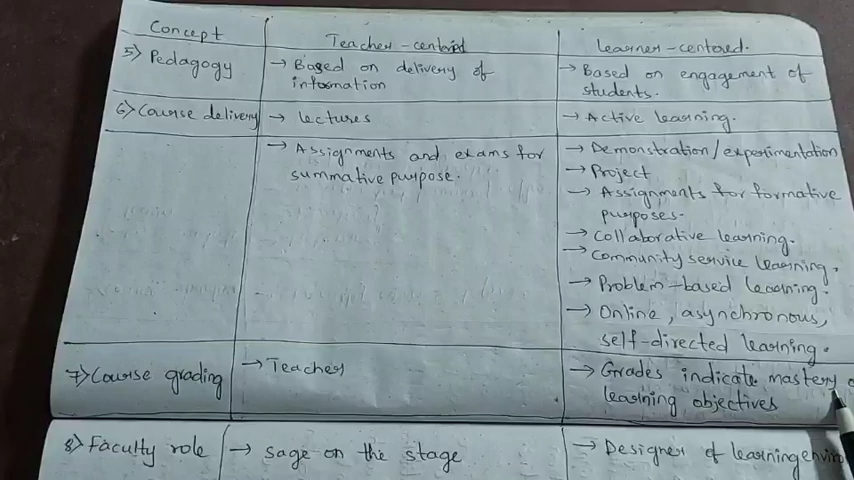 Concept
Teacher-centered
Learner-centered.
5) Pedagogy
→ Based on delivery of
information
→ Based on engagement of
students.
6) Course delivery
→ lectures
→ Active learning.
→ Assignments and exams for
summative purpose.
→ Demonstration/experimentation
→ Project
→ Assignments for formative
purposes.
→ Collaborative learning.
→ Community service learning.
→ Problem-based learning.
→ Online, asynchronous,
self-directed learning.
7) Course grading
→ Teacher
→ Grades indicate mastery
learning objectives
8) Faculty role
→ sage on the stage
→ Designer of learning